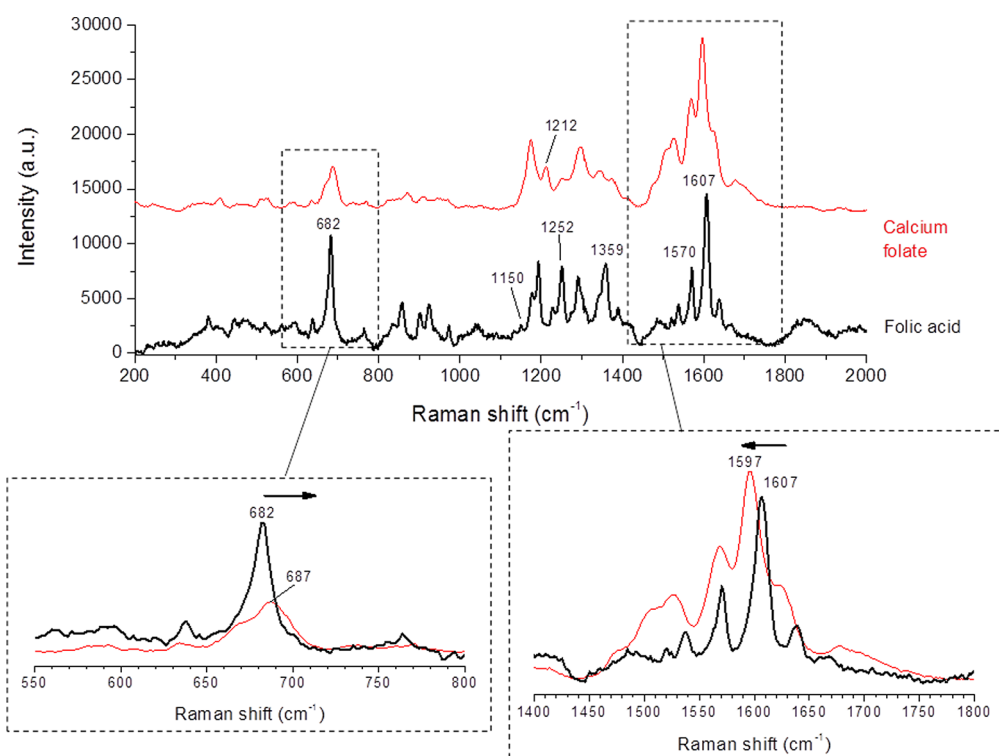 30000
25000
20000
15000
10000
5000
0
Intensity (a.u.)
1212
682
1150
1252
1359
1570
1607
Calcium
folate
Folic acid
200 400 600 800 1000 1200 1400 1600 1800 2000
Raman shift (cm⁻¹)
682
687
550 600 650 700 750 800
Raman shift (cm⁻¹)
1597
1607
1400 1450 1500 1550 1600 1650 1700 1750 1800
Raman shift (cm⁻¹)